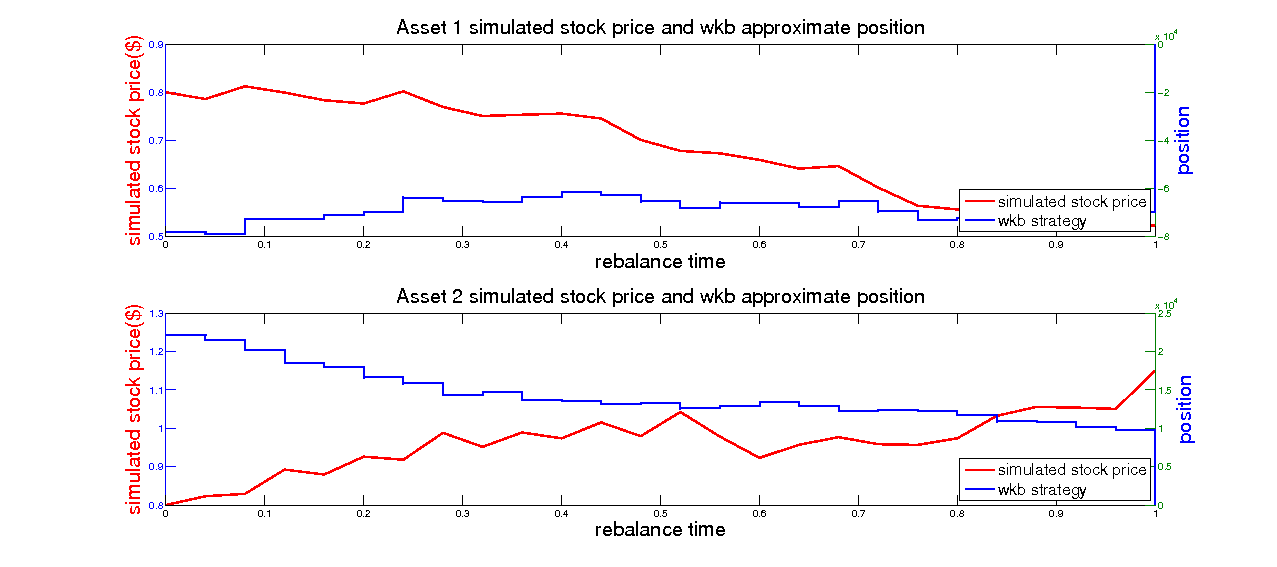 Asset 1 simulated stock price and wkb approximate position
x 10^4
simulated stock price($)
0.9
0.8
0.7
0.6
0.5
0
-2
-4
-6
-8
position
simulated stock price
wkb strategy
0 0.1 0.2 0.3 0.4 0.5 0.6 0.7 0.8 0.9 1
rebalance time
Asset 2 simulated stock price and wkb approximate position
x 10^4
simulated stock price($)
1.3
1.2
1.1
1
0.9
0.8
2.5
2
1.5
1
0.5
0
position
simulated stock price
wkb strategy
0 0.1 0.2 0.3 0.4 0.5 0.6 0.7 0.8 0.9 1
rebalance time